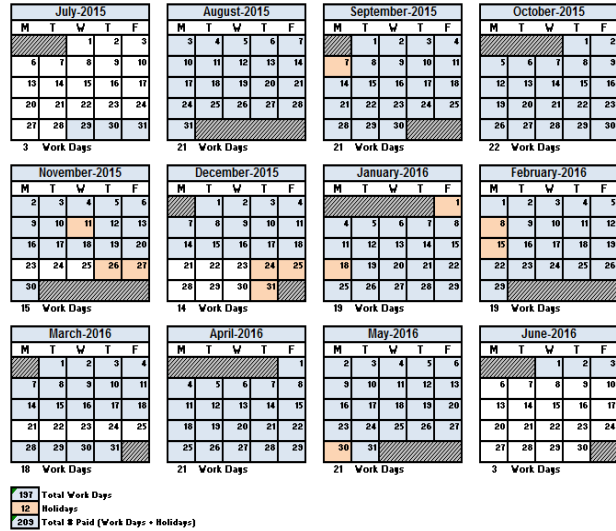 July-2015
M T W T F
1 2 3
6 7 8 9 10
13 14 15 16 17
20 21 22 23 24
27 28 29 30 31
3 Work Days
August-2015
M T W T F
3 4 5 6 7
10 11 12 13 14
17 18 19 20 21
24 25 26 27 28
31
21 Work Days
September-2015
M T W T F
1 2 3 4
7 8 9 10 11
14 15 16 17 18
21 22 23 24 25
28 29 30
21 Work Days
October-2015
M T W T F
1 2
5 6 7 8 9
12 13 14 15 16
19 20 21 22 23
26 27 28 29 30
22 Work Days
November-2015
M T W T F
2 3 4 5 6
9 10 11 12 13
16 17 18 19 20
23 24 25 26 27
30
15 Work Days
December-2015
M T W T F
1 2 3 4
7 8 9 10 11
14 15 16 17 18
21 22 23 24 25
28 29 30 31
14 Work Days
January-2016
M T W T F
1
4 5 6 7 8
11 12 13 14 15
18 19 20 21 22
25 26 27 28 29
19 Work Days
February-2016
M T W T F
1 2 3 4 5
8 9 10 11 12
15 16 17 18 19
22 23 24 25 26
29
19 Work Days
March-2016
M T W T F
1 2 3 4
7 8 9 10 11
14 15 16 17 18
21 22 23 24 25
28 29 30 31
18 Work Days
April-2016
M T W T F
1
4 5 6 7 8
11 12 13 14 15
18 19 20 21 22
25 26 27 28 29
21 Work Days
May-2016
M T W T F
2 3 4 5 6
9 10 11 12 13
16 17 18 19 20
23 24 25 26 27
30 31
21 Work Days
June-2016
M T W T F
1 2 3
6 7 8 9 10
13 14 15 16 17
20 21 22 23 24
27 28 29 30
3 Work Days
197 Total Work Days
12 Holidays
209 Total # Paid (Work Days + Holidays)